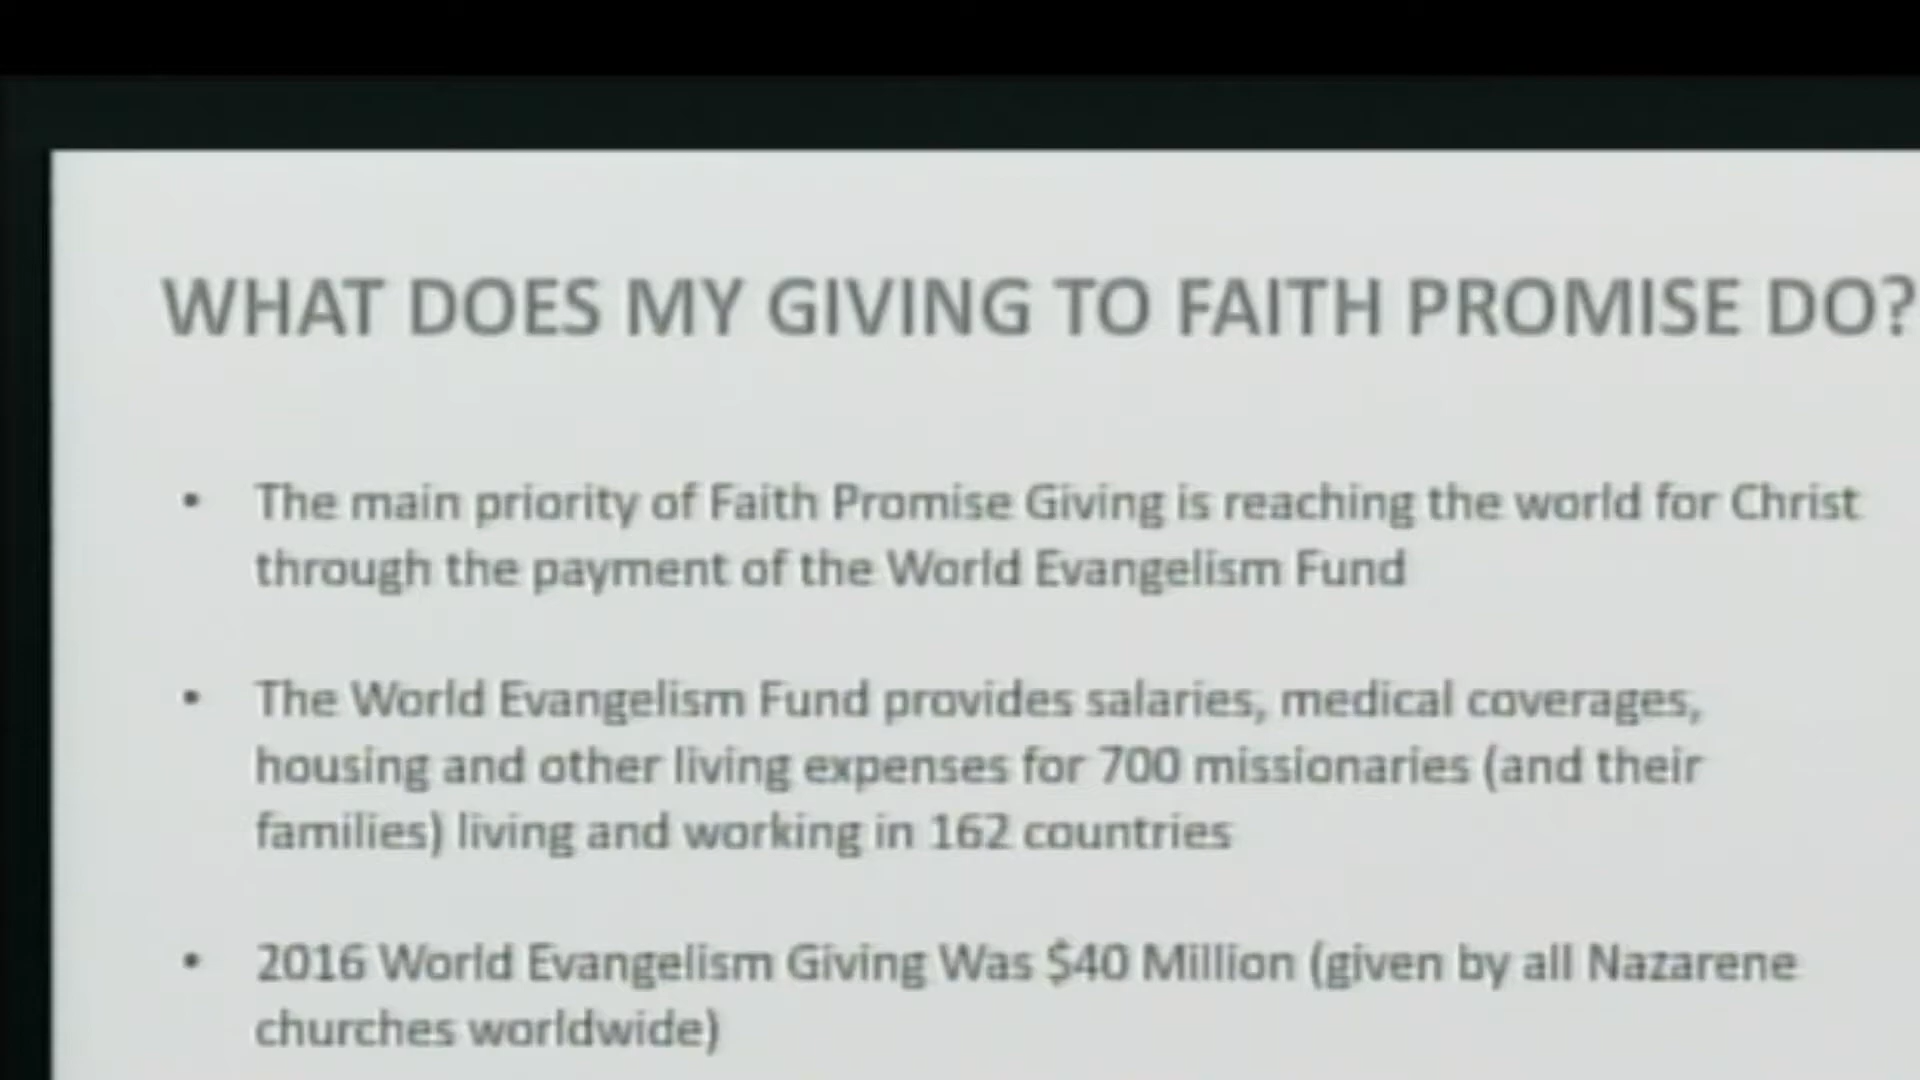 WHAT DOES MY GIVING TO FAITH PROMISE DO?
• The main priority of Faith Promise Giving is reaching the world for Christ
through the payment of the World Evangelism Fund
• The World Evangelism Fund provides salaries, medical coverages,
housing and other living expenses for 700 missionaries (and their
families) living and working in 162 countries
• 2016 World Evangelism Giving Was $40 Million (given by all Nazarene
churches worldwide)